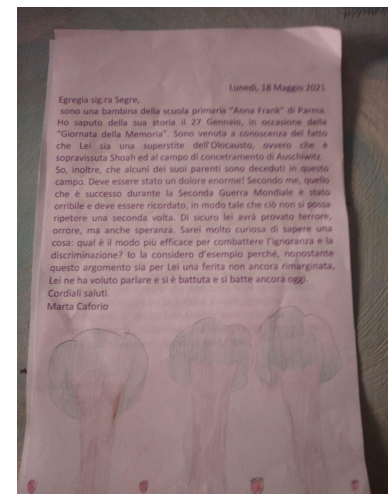 Lunedì, 18 Maggio 2021
Egregia sig.ra Segre,
sono una bambina della scuola primaria "Anna Frank" di Parma.
Ho saputo della sua storia il 27 Gennaio, in occasione della
"Giornata della Memoria". Sono venuta a conoscenza del fatto
che Lei sia una superstite dell'Olocausto, ovvero che è
sopravissuta Shoah ed al campo di concetramento di Auschiwitz.
So, inoltre, che alcuni dei suoi parenti sono deceduti in questo
campo. Deve essere stato un dolore enorme! Secondo me, quello
che è successo durante la Seconda Guerra Mondiale è stato
orribile e deve essere ricordato, in modo tale che ciò non si possa
ripetere una seconda volta. Di sicuro lei avrà provato terrore,
orrore, ma anche speranza. Sarei molto curiosa di sapere una
cosa: qual è il modo più efficace per combattere l'ignoranza e la
discriminazione? Io la considero d'esempio perché, nonostante
questo argomento sia per Lei una ferita non ancora rimarginata,
Lei ne ha voluto parlare e si è battuta e si batte ancora oggi.
Cordiali saluti.
Marta Caforio